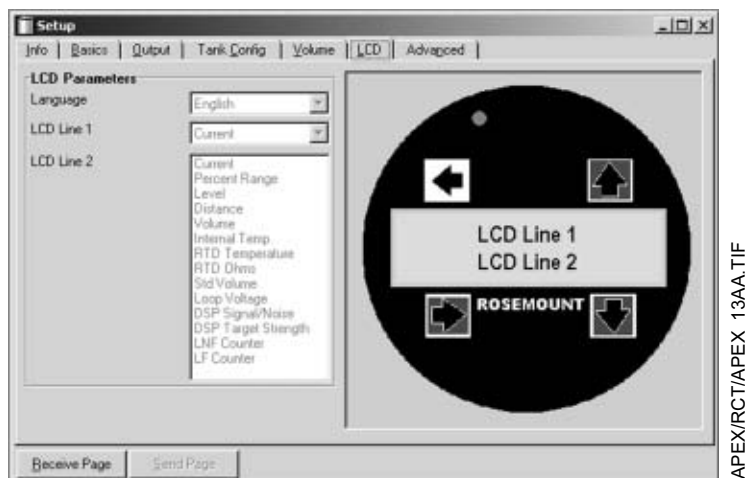 Setup
Info | Basics | Output | Tank Config | Volume | LCD | Advanced |
LCD Parameters
Language English
LCD Line 1 Current
LCD Line 2
Current
Percent Range
Level
Distance
Volume
Internal Temp
RTD Temperature
RTD Ohms
Std Volume
Loop Voltage
DSP Signal/Noise
DSP Target Strength
LNF Counter
LF Counter
LCD Line 1
LCD Line 2
ROSEMOUNT
Receive Page
Send Page
APEX/RCT/APEX_13AA.TIF